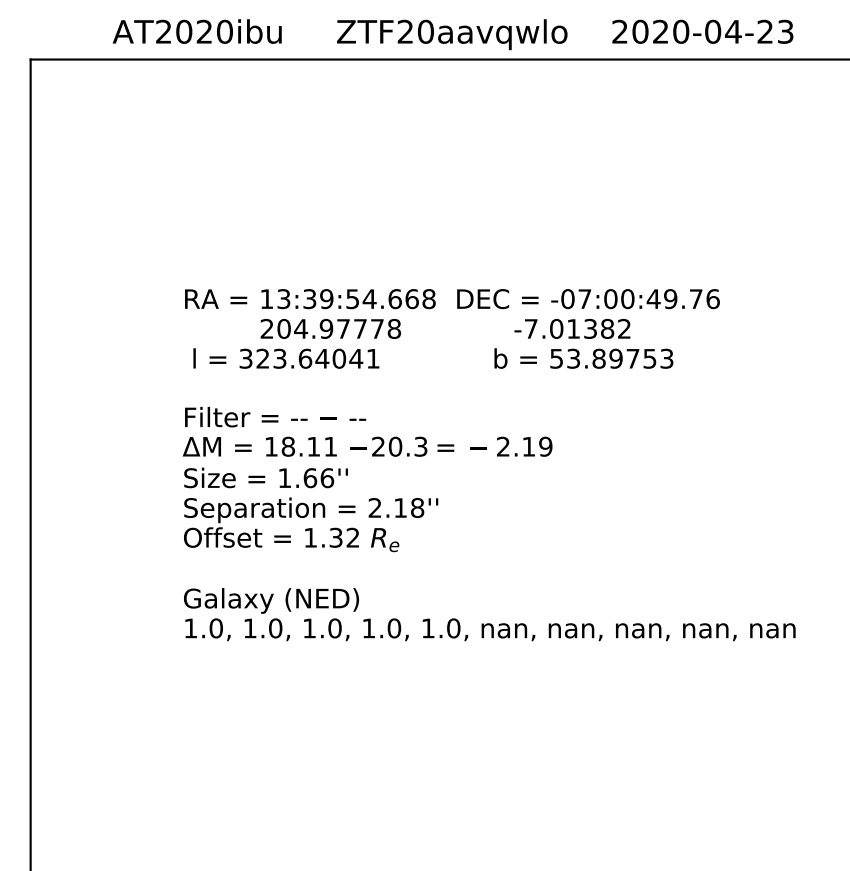 AT2020ibu ZTF20aavqwlo 2020-04-23
RA = 13:39:54.668 DEC = -07:00:49.76
204.97778 -7.01382
l = 323.64041 b = 53.89753
Filter = -- − --
ΔM = 18.11 −20.3 = − 2.19
Size = 1.66''
Separation = 2.18''
Offset = 1.32 Rₑ
Galaxy (NED)
1.0, 1.0, 1.0, 1.0, 1.0, nan, nan, nan, nan, nan